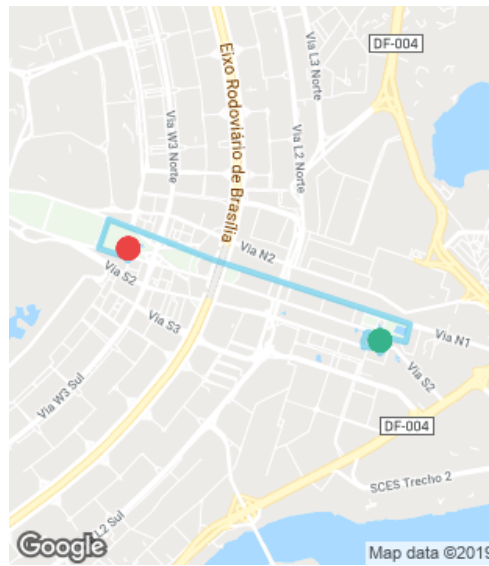 DF-004
Via L3 Norte
Eixo Rodoviário de Brasília
Via W3 Norte
Via L2 Norte
Via N2
Via S2
Via S3
Via N1
Via S2
Via W3 Sul
DF-004
SCES Trecho 2
L2 Sul
Google
Map data ©2019